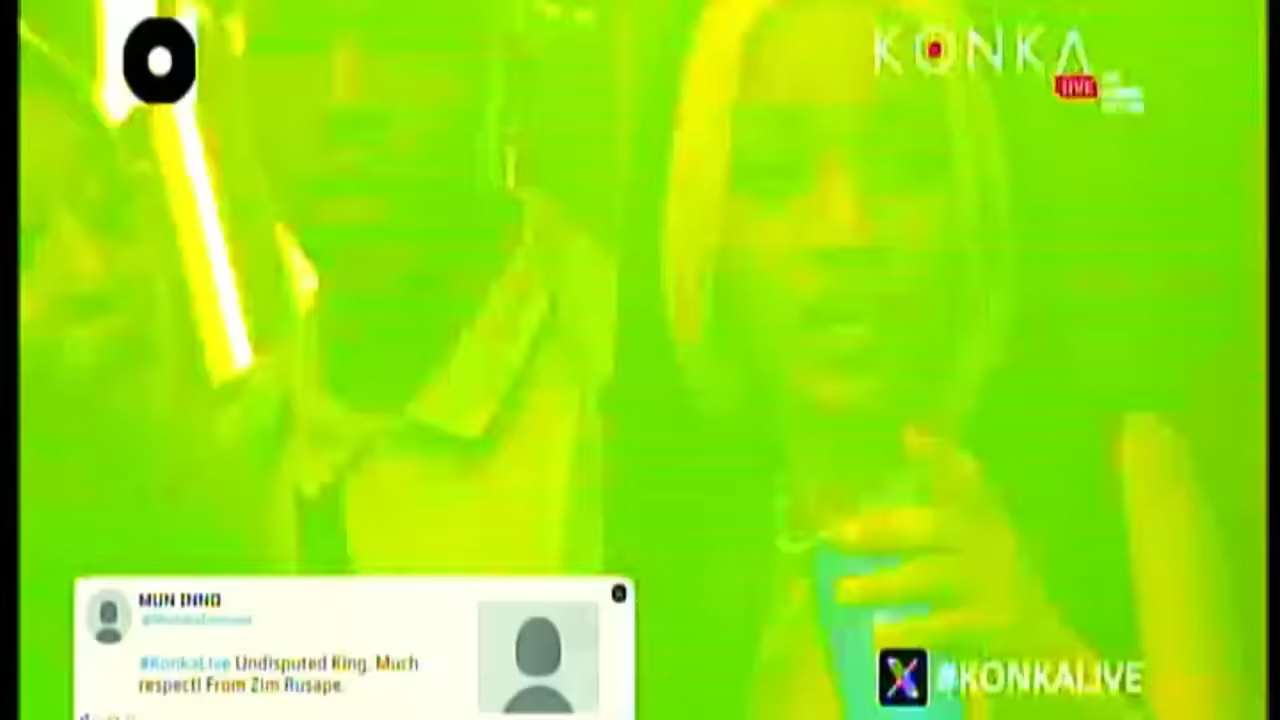 O
KONKA
LIVE
MUN INNO
#KonkaLive Undisputed King. Much
respect! From Zim Rusape.
X #KONKALIVE